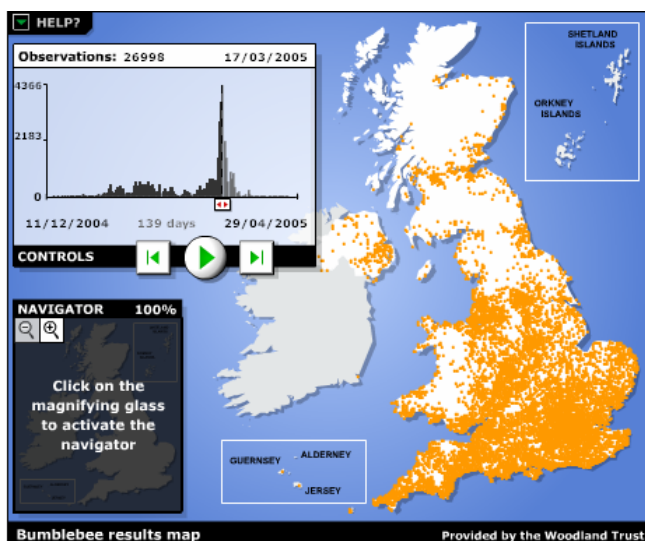 HELP?
Observations: 26998 17/03/2005
4366
2183
0
11/12/2004 139 days 29/04/2005
CONTROLS
NAVIGATOR 100%
Click on the
magnifying glass
to activate the
navigator
SHETLAND
ISLANDS
ORKNEY
ISLANDS
GUERNSEY
ALDERNEY
JERSEY
Bumblebee results map
Provided by the Woodland Trust